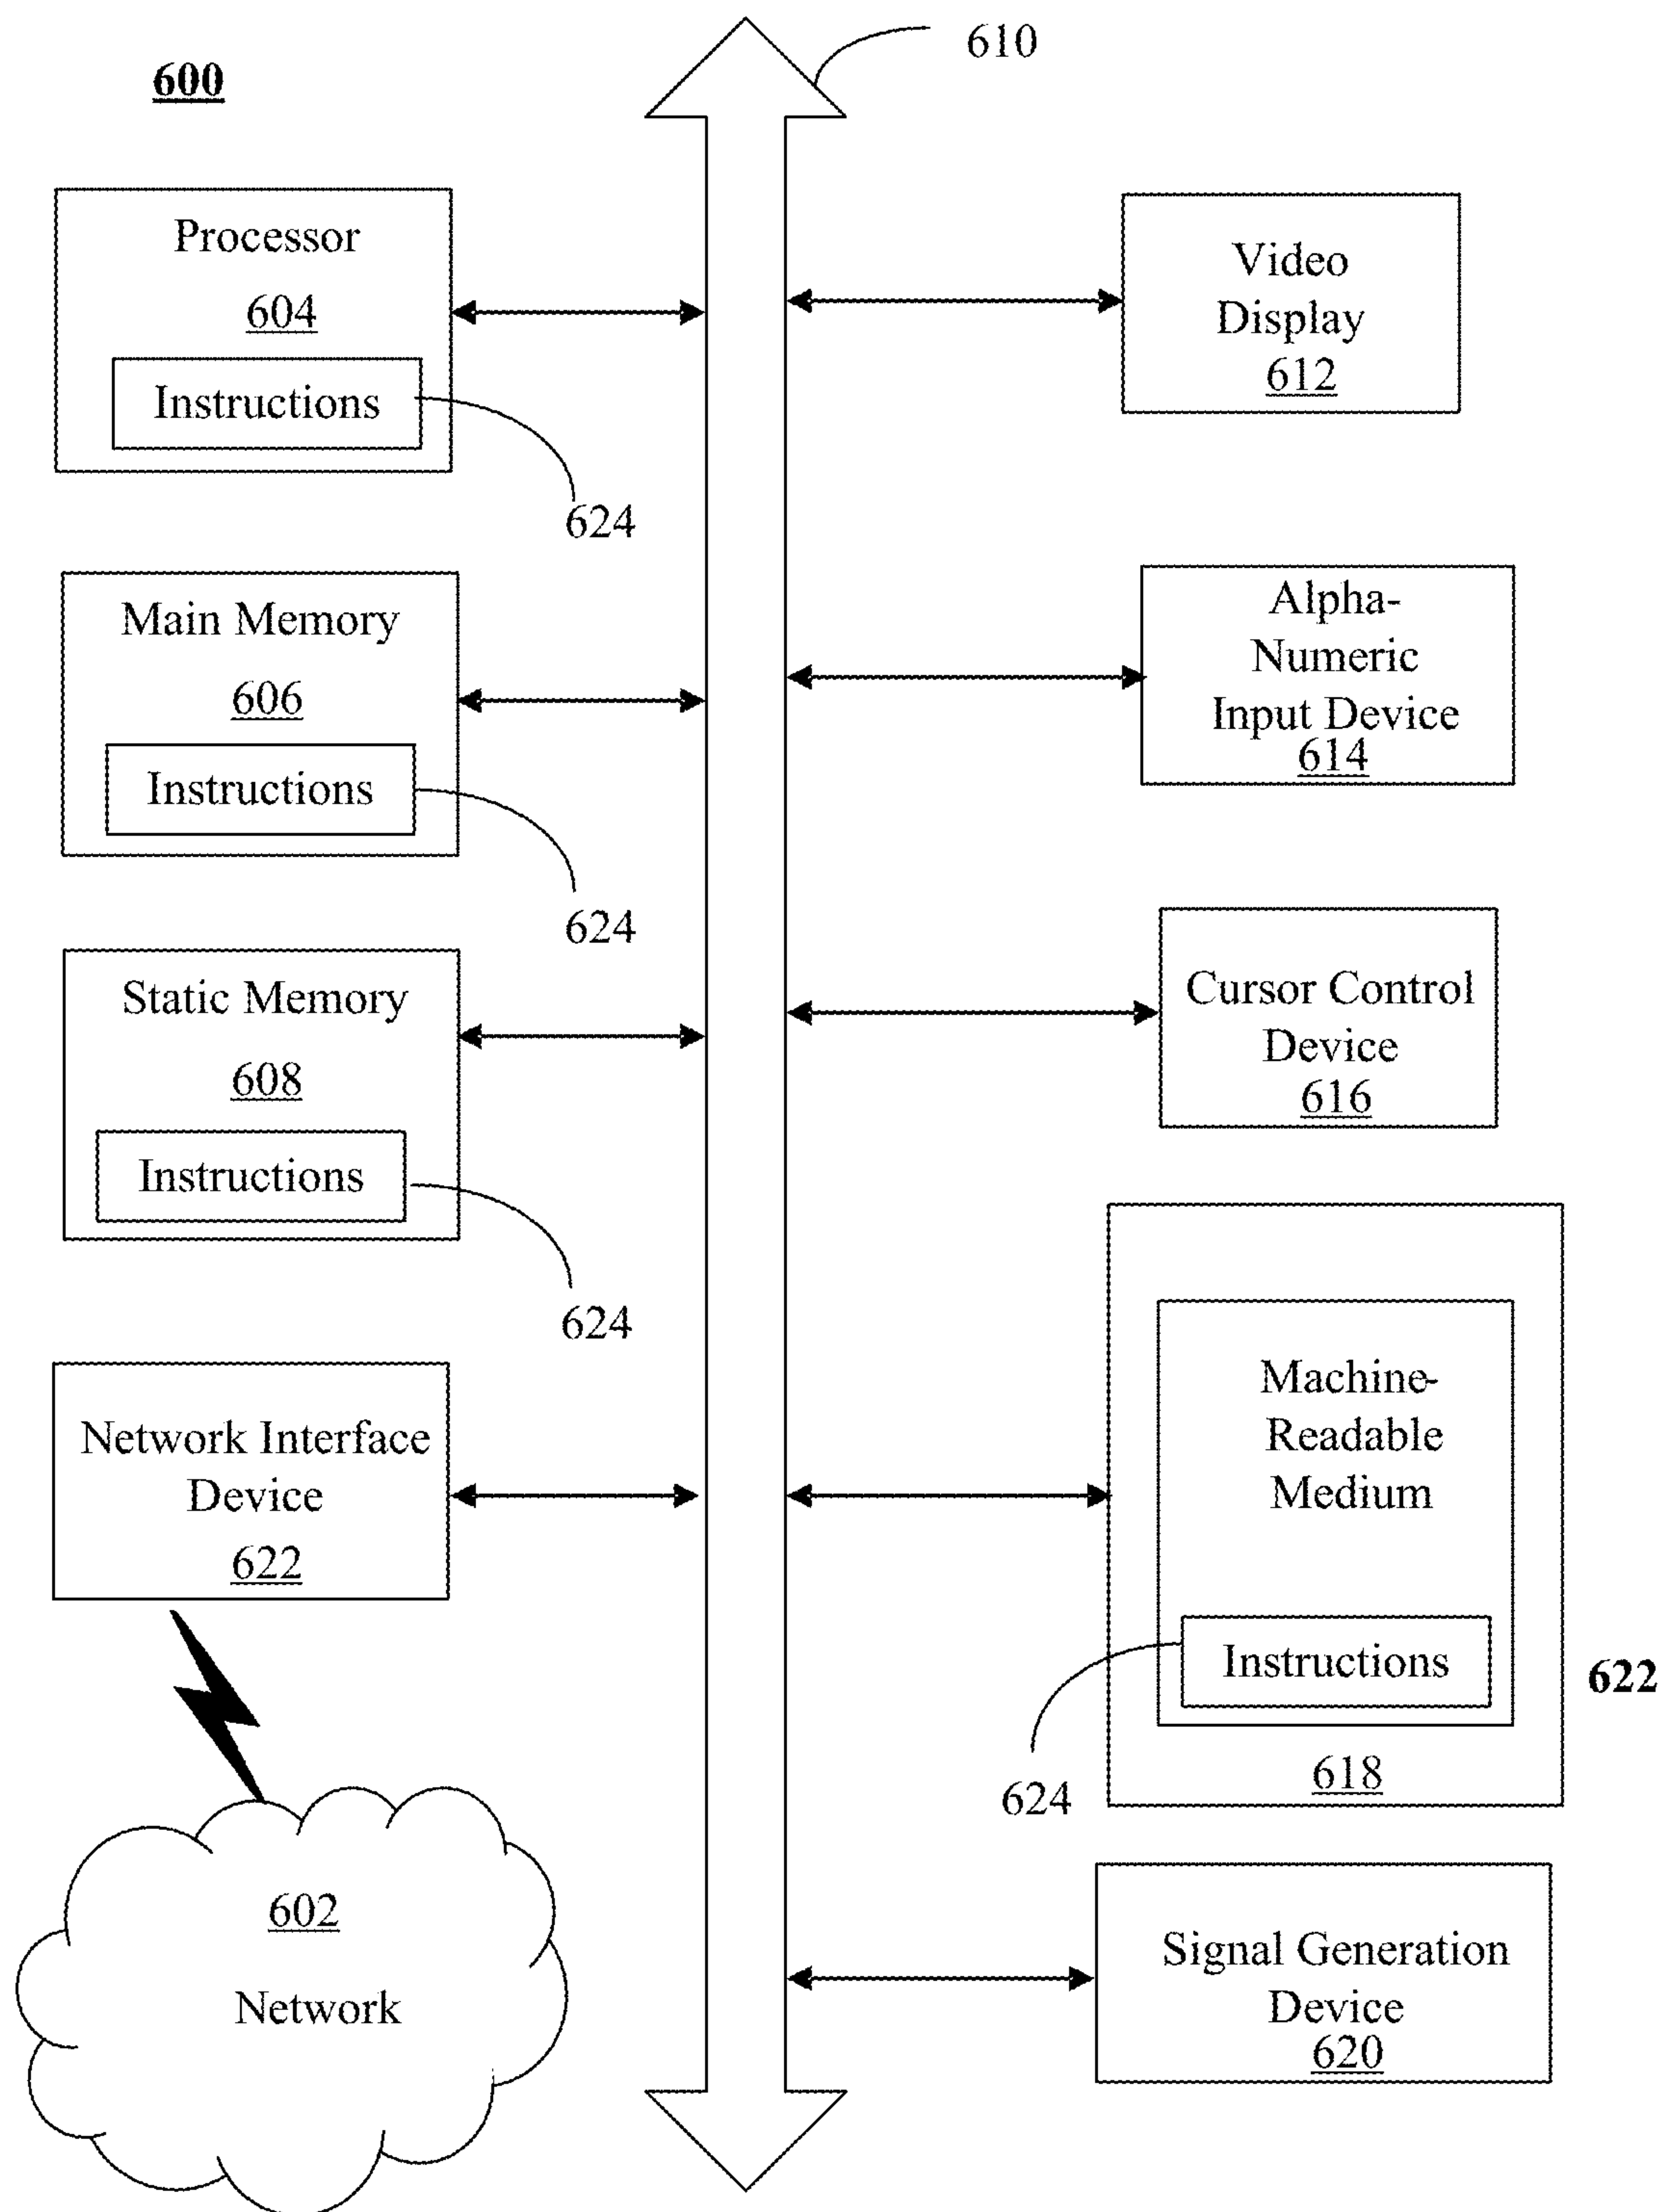 600
610
Processor
604
Instructions
624
Main Memory
606
Instructions
624
Static Memory
608
Instructions
624
Network Interface
Device
622
602
Network
Video
Display
612
Alpha-
Numeric
Input Device
614
Cursor Control
Device
616
Machine-
Readable
Medium
Instructions
624
618
622
Signal Generation
Device
620